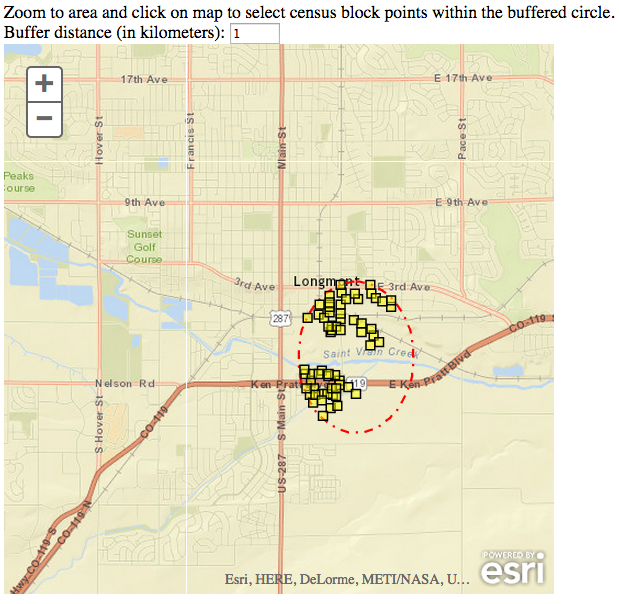 Zoom to area and click on map to select census block points within the buffered circle.
Buffer distance (in kilometers): 1
+
−
17th Ave
E 17th Ave
Hover St
Francis St
Main St
Pace St
Peaks
Course
9th Ave
E 9th Ave
Sunset
Golf
Course
3rd Ave
Longmont
E 3rd Ave
287
CO-119
Saint Vrain Creek
Nelson Rd
Ken Prat
119
E Ken Pratt Blvd
S Hover St
CO-119
US-287
S Main St
Hwy-CO-119-S
CO-119-N
POWERED BY
esri
Esri, HERE, DeLorme, METI/NASA, U...